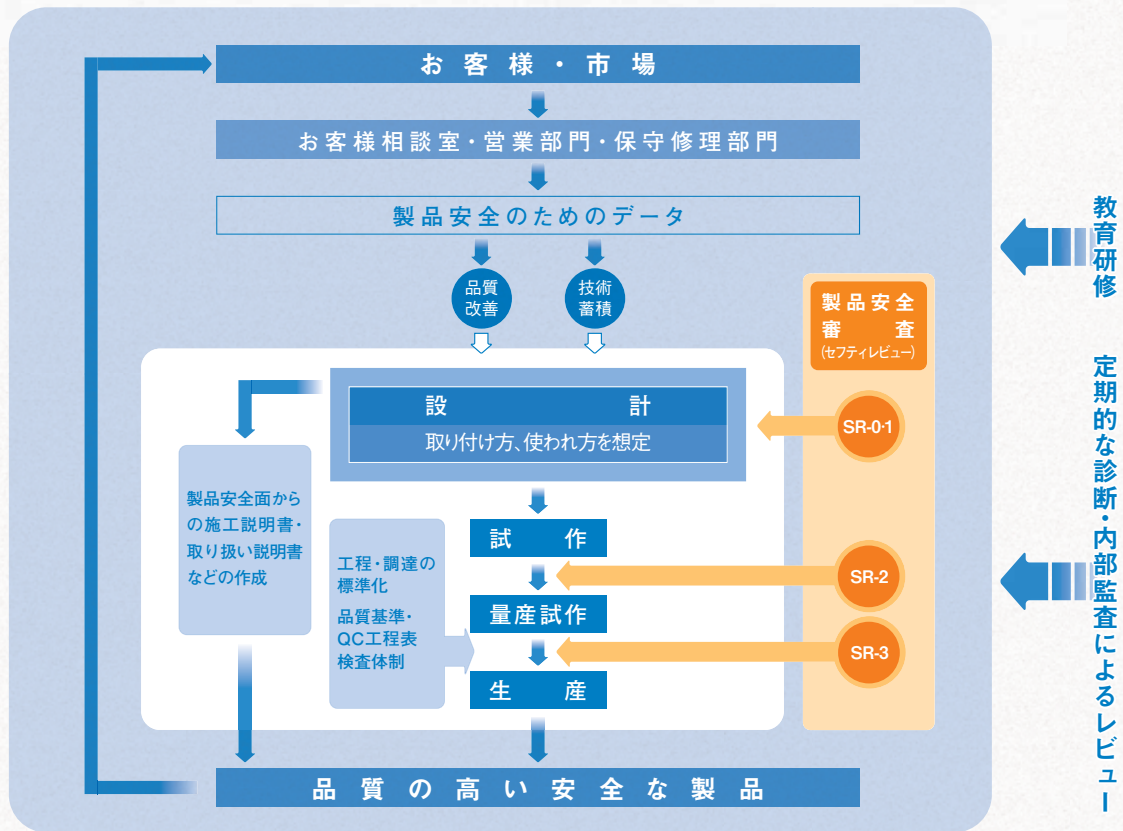 お客様・市場
お客様相談室・営業部門・保守修理部門
製品安全のためのデータ
品質
改善
技術
蓄積
製品安全
審査
(セフティレビュー)
設計
取り付け方、使われ方を想定
SR-0・1
製品安全面から
の施工説明書・
取り扱い説明書
などの作成
試作
工程・調達の
標準化
品質基準・
QC工程表
検査体制
SR-2
量産試作
SR-3
生産
品質の高い安全な製品
教育研修
定期的な診断・内部監査によるレビュー